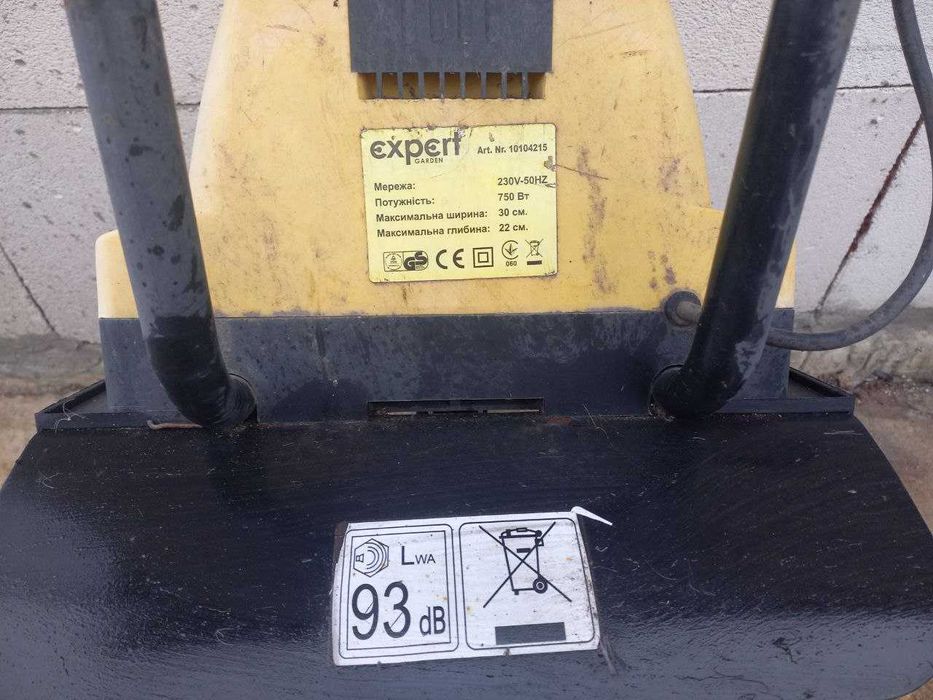 expert
GARDEN
Art. Nr. 10104215
Мережа: 230V-50HZ
Потужність: 750 Вт
Максимальна ширина: 30 см.
Максимальна глибина: 22 см.
GS CE
060
LWA
93 dB